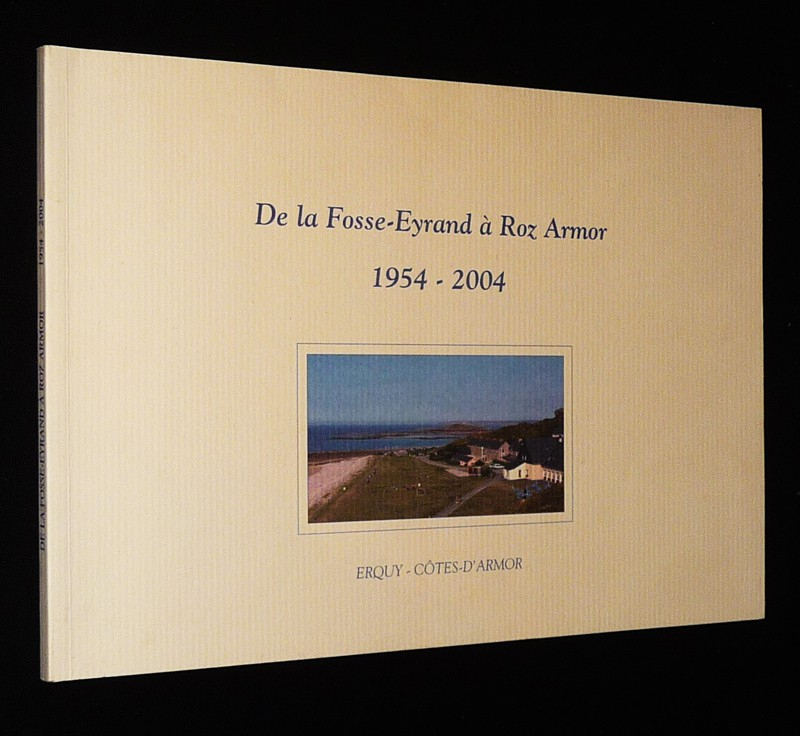 De la Fosse-Eyrand à Roz Armor
1954 - 2004
ERQUY - CÔTES-D'ARMOR
DE LA FOSSE-EYRAND A ROZ ARMOR 1954 - 2004